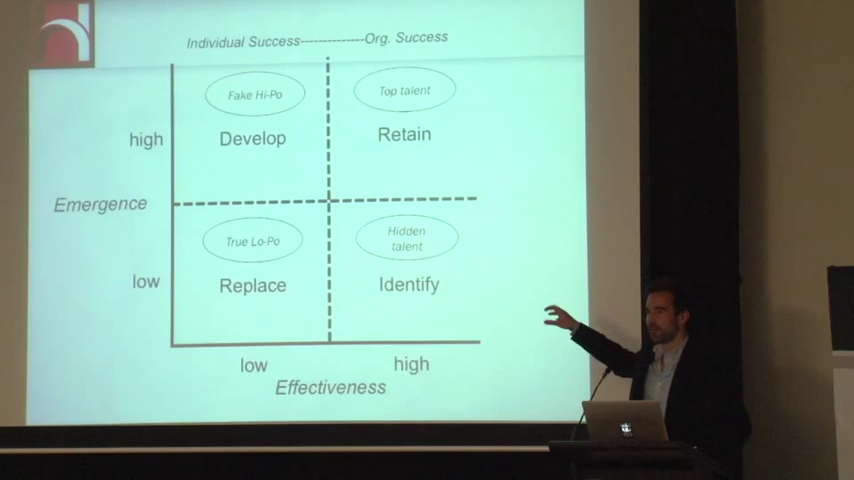 Individual Success-------------Org. Success
Fake Hi-Po
Top talent
Develop
Retain
high
Emergence
True Lo-Po
Hidden
talent
Replace
Identify
low
low
high
Effectiveness